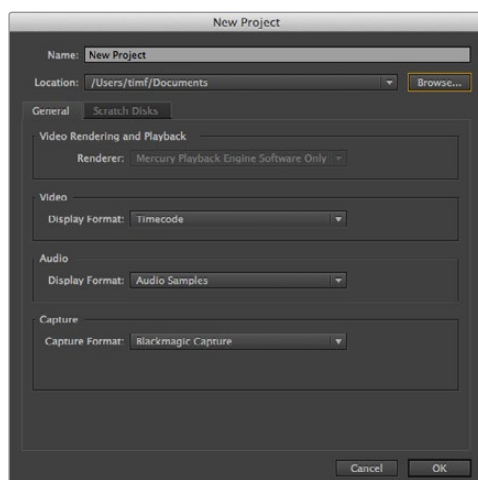 New Project
Name: New Project
Location: /Users/timf/Documents Browse...
General Scratch Disks
Video Rendering and Playback
Renderer: Mercury Playback Engine Software Only
Video
Display Format: Timecode
Audio
Display Format: Audio Samples
Capture
Capture Format: Blackmagic Capture
Cancel OK